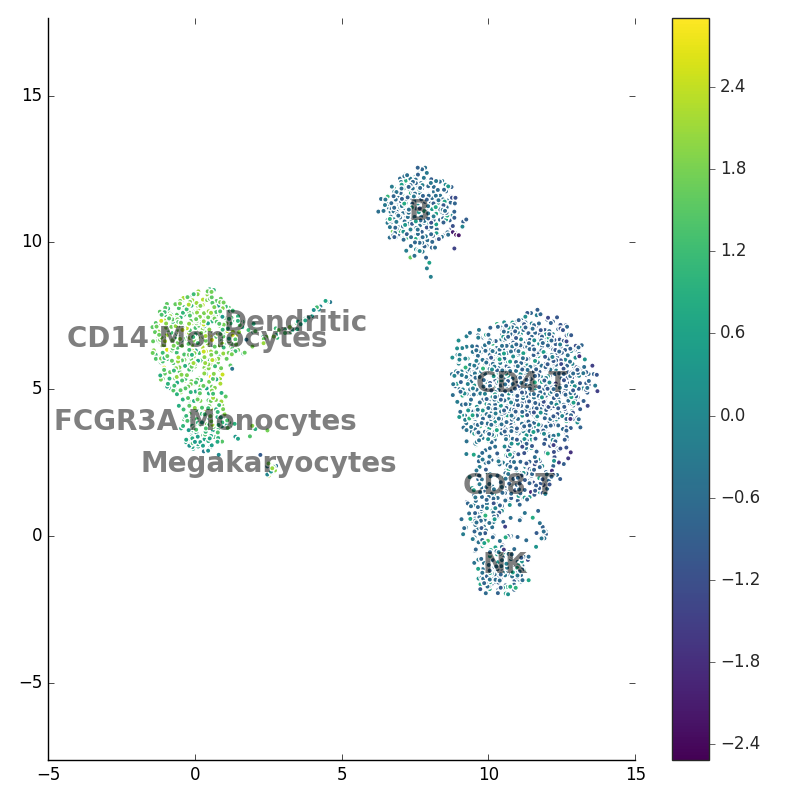 15
10
5
0
−5
−5
0
5
10
15
B
Dendritic
CD14 Monocytes
CD4 T
FCGR3A Monocytes
Megakaryocytes
CD8 T
NK
2.4
1.8
1.2
0.6
0.0
−0.6
−1.2
−1.8
−2.4